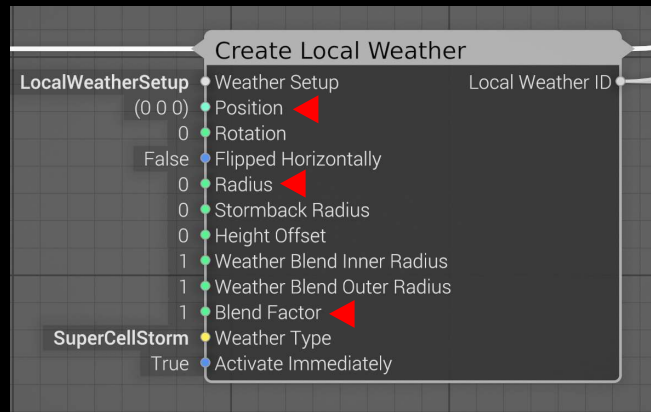 Create Local Weather
LocalWeatherSetup Weather Setup Local Weather ID
(0 0 0) Position
0 Rotation
False Flipped Horizontally
0 Radius
0 Stormback Radius
0 Height Offset
1 Weather Blend Inner Radius
1 Weather Blend Outer Radius
1 Blend Factor
SuperCellStorm Weather Type
True Activate Immediately